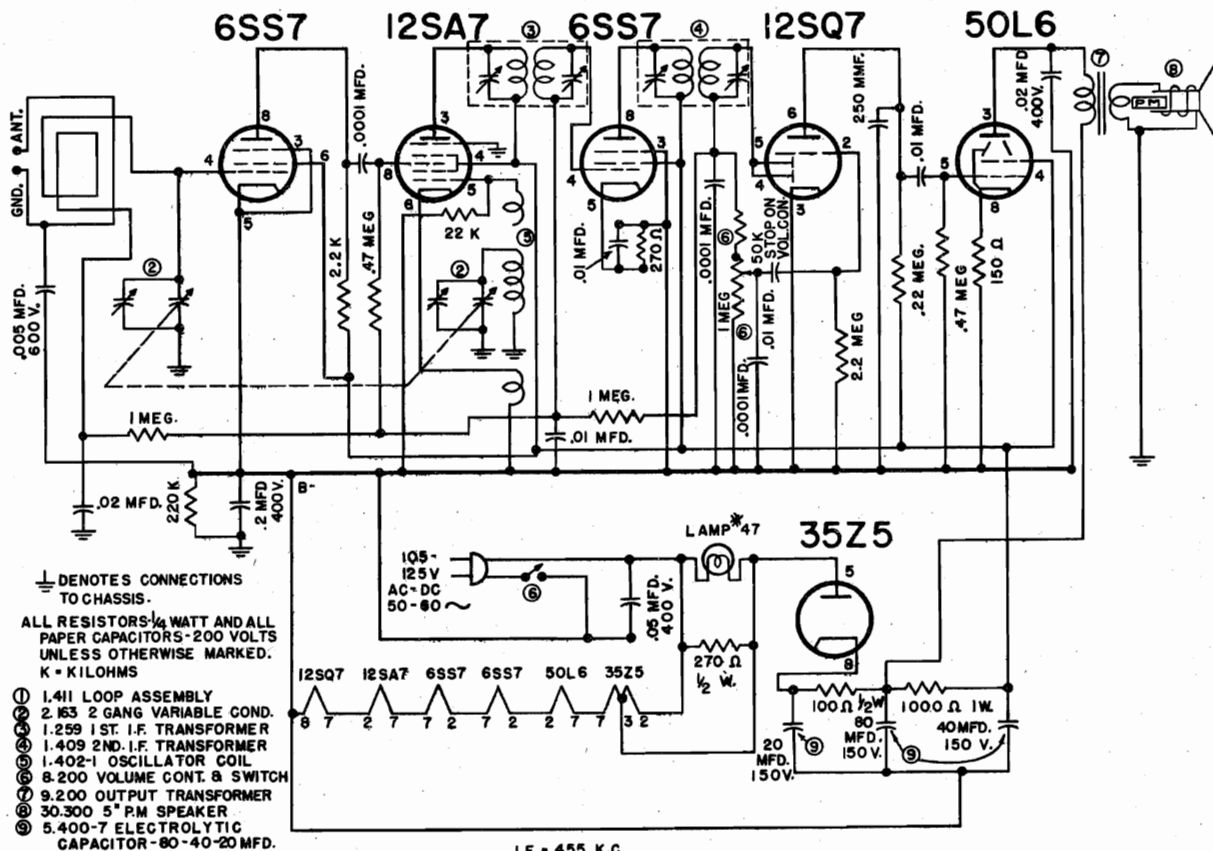 6SS7
12SA7
6SS7
12SQ7
50L6
③
④
⑦
⑧
ANT.
GND.
.0001 MFD.
250 MMF.
.01 MFD.
.02 MFD
400V.
P M
8
3
4
6
5
3
8
4
5
6
8
3
4
5
6
5
4
2
3
3
5
4
8
②
.005 MFD.
600 V.
2.2 K
.47 MEG
22 K
②
⑤
.01 MFD.
270 Ω
.0001 MFD.
⑥
1 MEG
50 K
STOP ON
VOL.CON.
⑥
.01 MFD.
.0001 MFD.
2.2 MEG
.22 MEG.
.47 MEG
150 Ω
1 MEG.
1 MEG.
.01 MFD.
.02 MFD.
220 K
.2 MFD
400V.
B-
LAMP #47
35Z5
5
8
105-
125V
AC-DC
50-60 ~
⑥
.05 MFD.
400 V.
270 Ω
½ W.
⏚ DENOTES CONNECTIONS
TO CHASSIS.
ALL RESISTORS-¼ WATT AND ALL
PAPER CAPACITORS-200 VOLTS
UNLESS OTHERWISE MARKED.
K = KILOHMS
12SQ7
12SA7
6SS7
6SS7
50L6
35Z5
8 7
2 7
2 7
2 7
2 7
7 3 2
100Ω ½W
1000 Ω 1W.
20
MFD.
150V.
⑨
80
MFD.
150V.
⑨
40MFD.
150 V.
① 1.411 LOOP ASSEMBLY
② 2.163 2 GANG VARIABLE COND.
③ 1.259 1 ST. I.F. TRANSFORMER
④ 1.409 2ND. I.F. TRANSFORMER
⑤ 1.402-1 OSCILLATOR COIL
⑥ 8.200 VOLUME CONT. & SWITCH
⑦ 9.200 OUTPUT TRANSFORMER
⑧ 30.300 5" P.M SPEAKER
⑨ 5.400-7 ELECTROLYTIC
CAPACITOR-80-40-20 MFD.
I.F.= 455 K.C.